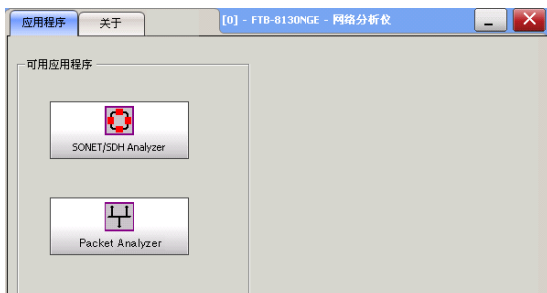 应用程序 关于 [0] - FTB-8130NGE - 网络分析仪
可用应用程序
SONET/SDH Analyzer
Packet Analyzer